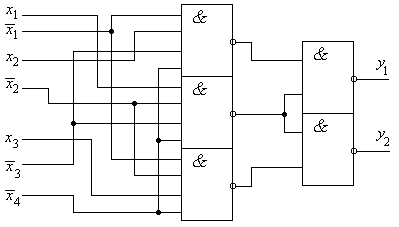 x₁
x̅₁
x₂
x̅₂
x₃
x̅₃
x̅₄
&
&
&
&
&
y₁
y₂